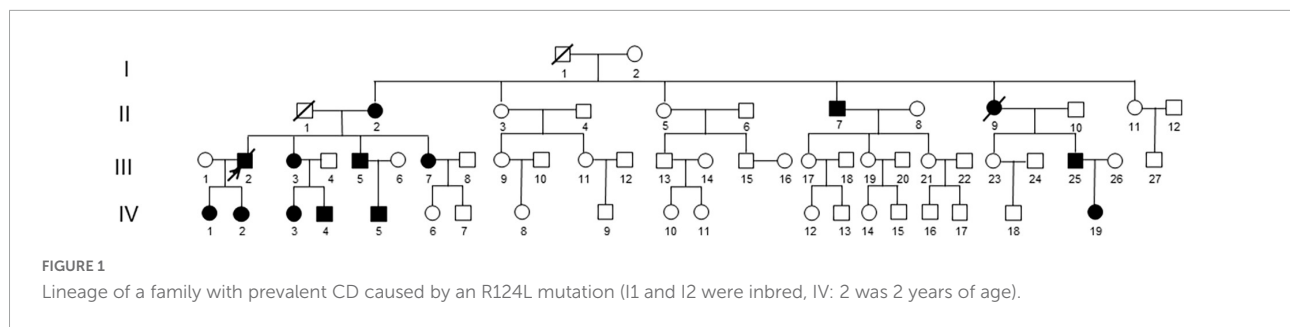 I
1 2
II
1 2 3 4 5 6 7 8 9 10 11 12
III
1 2 3 4 5 6 7 8 9 10 11 12 13 14 15 16 17 18 19 20 21 22 23 24 25 26 27
IV
1 2 3 4 5 6 7 8 9 10 11 12 13 14 15 16 17 18 19
FIGURE 1
Lineage of a family with prevalent CD caused by an R124L mutation (I1 and I2 were inbred, IV: 2 was 2 years of age).